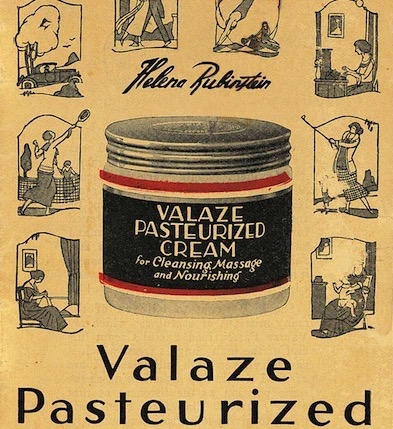 Helena Rubinstein
VALAZE
PASTEURIZED
CREAM
for Cleansing, Massage
and Nourishing
Valaze
Pasteurized